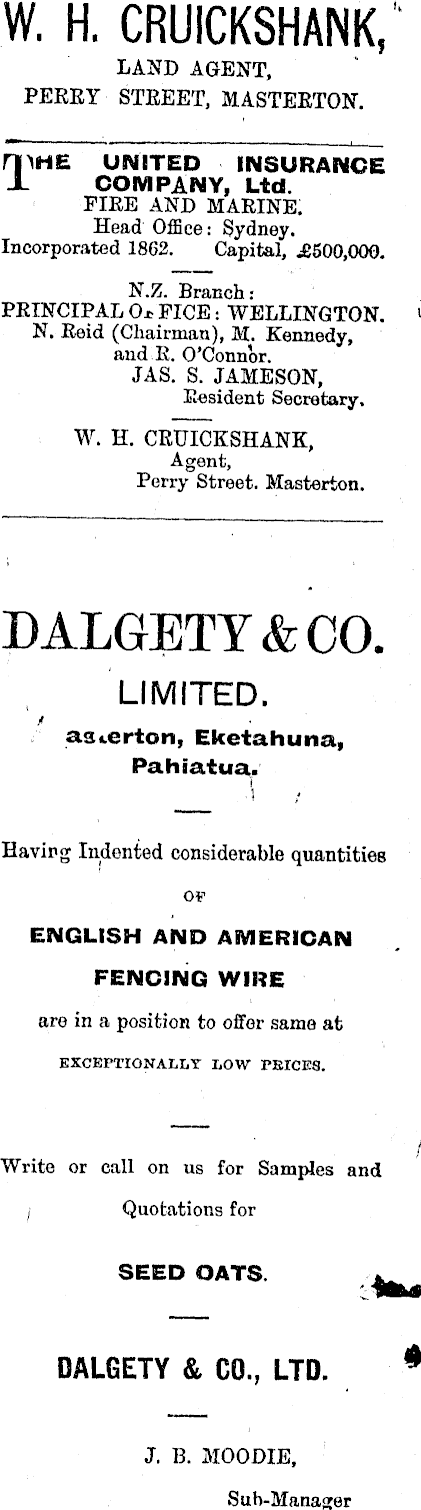 W. H. CRUICKSHANK,
LAND AGENT,
PERRY STREET, MASTERTON.
THE UNITED INSURANCE
COMPANY, Ltd.
FIRE AND MARINE.
Head Office: Sydney.
Incorporated 1862. Capital, £500,000.
N.Z. Branch:
PRINCIPAL OFFICE: WELLINGTON.
N. Reid (Chairman), M. Kennedy,
and R. O'Connor.
JAS. S. JAMESON,
Resident Secretary.
W. H. CRUICKSHANK,
Agent,
Perry Street. Masterton.
DALGETY & CO.
LIMITED.
asterton, Eketahuna,
Pahiatua.
Having Indented considerable quantities
OF
ENGLISH AND AMERICAN
FENCING WIRE
are in a position to offer same at
EXCEPTIONALLY LOW PRICES.
Write or call on us for Samples and
Quotations for
SEED OATS.
DALGETY & CO., LTD.
J. B. MOODIE,
Sub-Manager